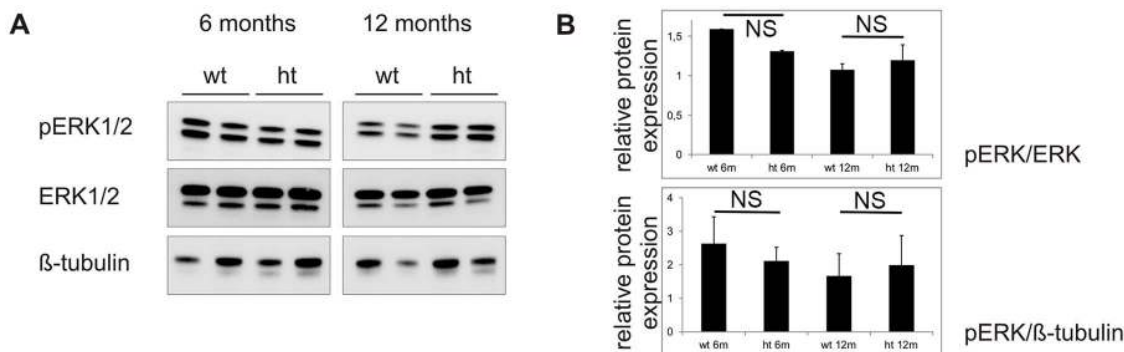 A
6 months
12 months
wt
ht
wt
ht
pERK1/2
ERK1/2
ß-tubulin
B
relative protein
expression
1,5
1
0,5
0
NS
NS
wt 6m
ht 6m
wt 12m
ht 12m
pERK/ERK
relative protein
expression
4
3
2
1
0
NS
NS
wt 6m
ht 6m
wt 12m
ht 12m
pERK/ß-tubulin